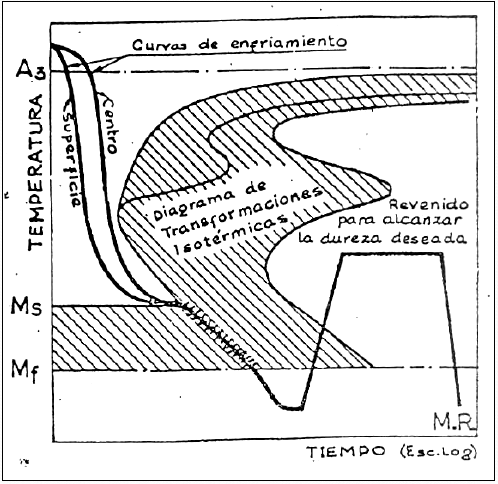 Curvas de enfriamiento
A3
TEMPERATURA
Superficie
Centro
Diagrama de
Transformaciones
Isotérmicas
Revenido
para alcanzar
la dureza deseada
Ms
Mf
M.R.
TIEMPO (Esc.Log)